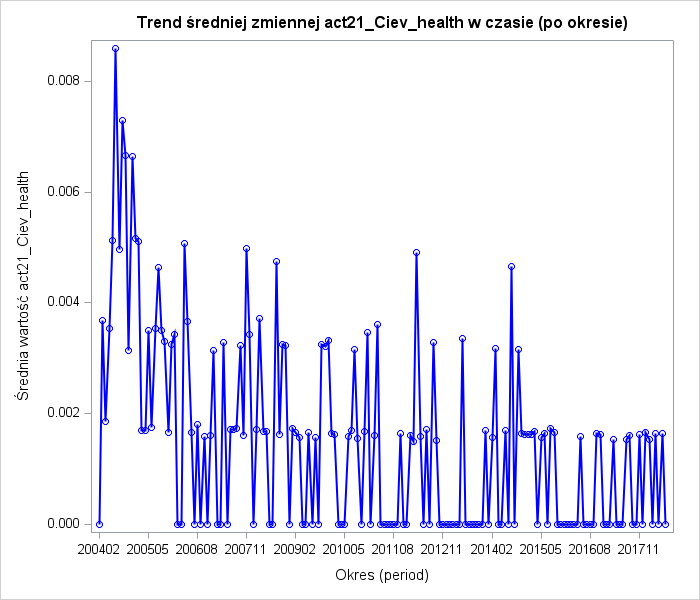 Trend średniej zmiennej act21_Ciev_health w czasie (po okresie)
Średnia wartość act21_Ciev_health
0.008
0.006
0.004
0.002
0.000
200402 200505 200608 200711 200902 201005 201108 201211 201402 201505 201608 201711
Okres (period)